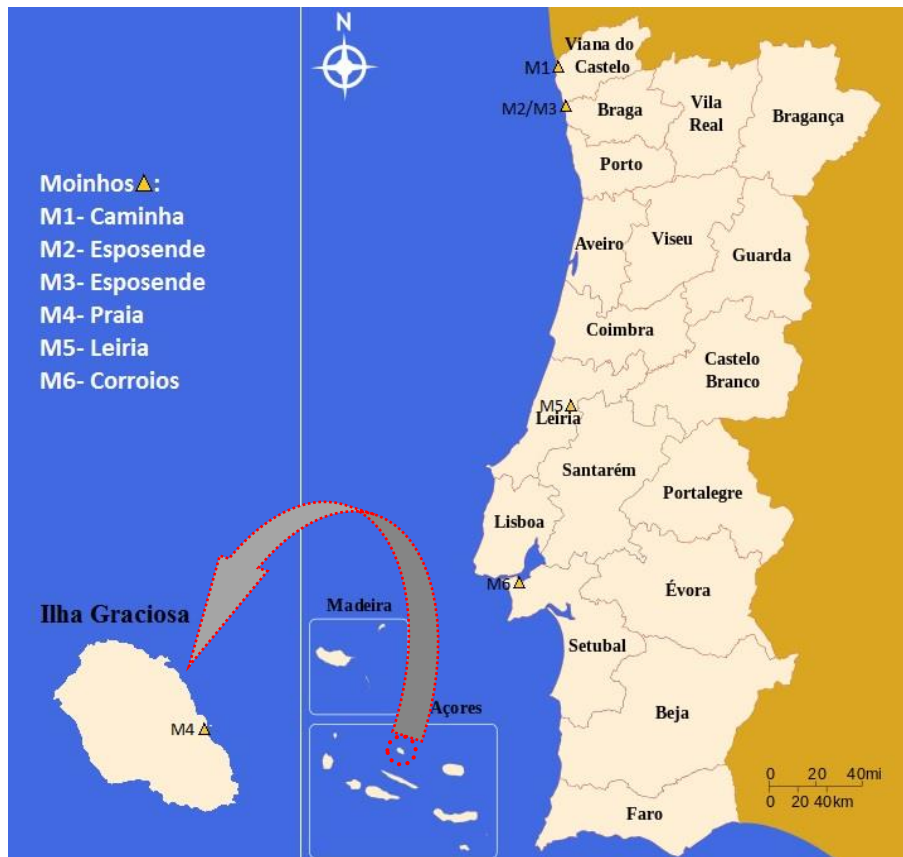 N
Viana do
Castelo
M1
M2/M3
Braga
Vila
Real
Bragança
Porto
Moinhos :
M1- Caminha
M2- Esposende
M3- Esposende
M4- Praia
M5- Leiria
M6- Corroios
Aveiro
Viseu
Guarda
Coimbra
Castelo
Branco
M5
Leiria
Santarém
Portalegre
Lisboa
M6
Évora
Ilha Graciosa
Madeira
Setubal
Açores
M4
Beja
0 20 40mi
0 20 40km
Faro